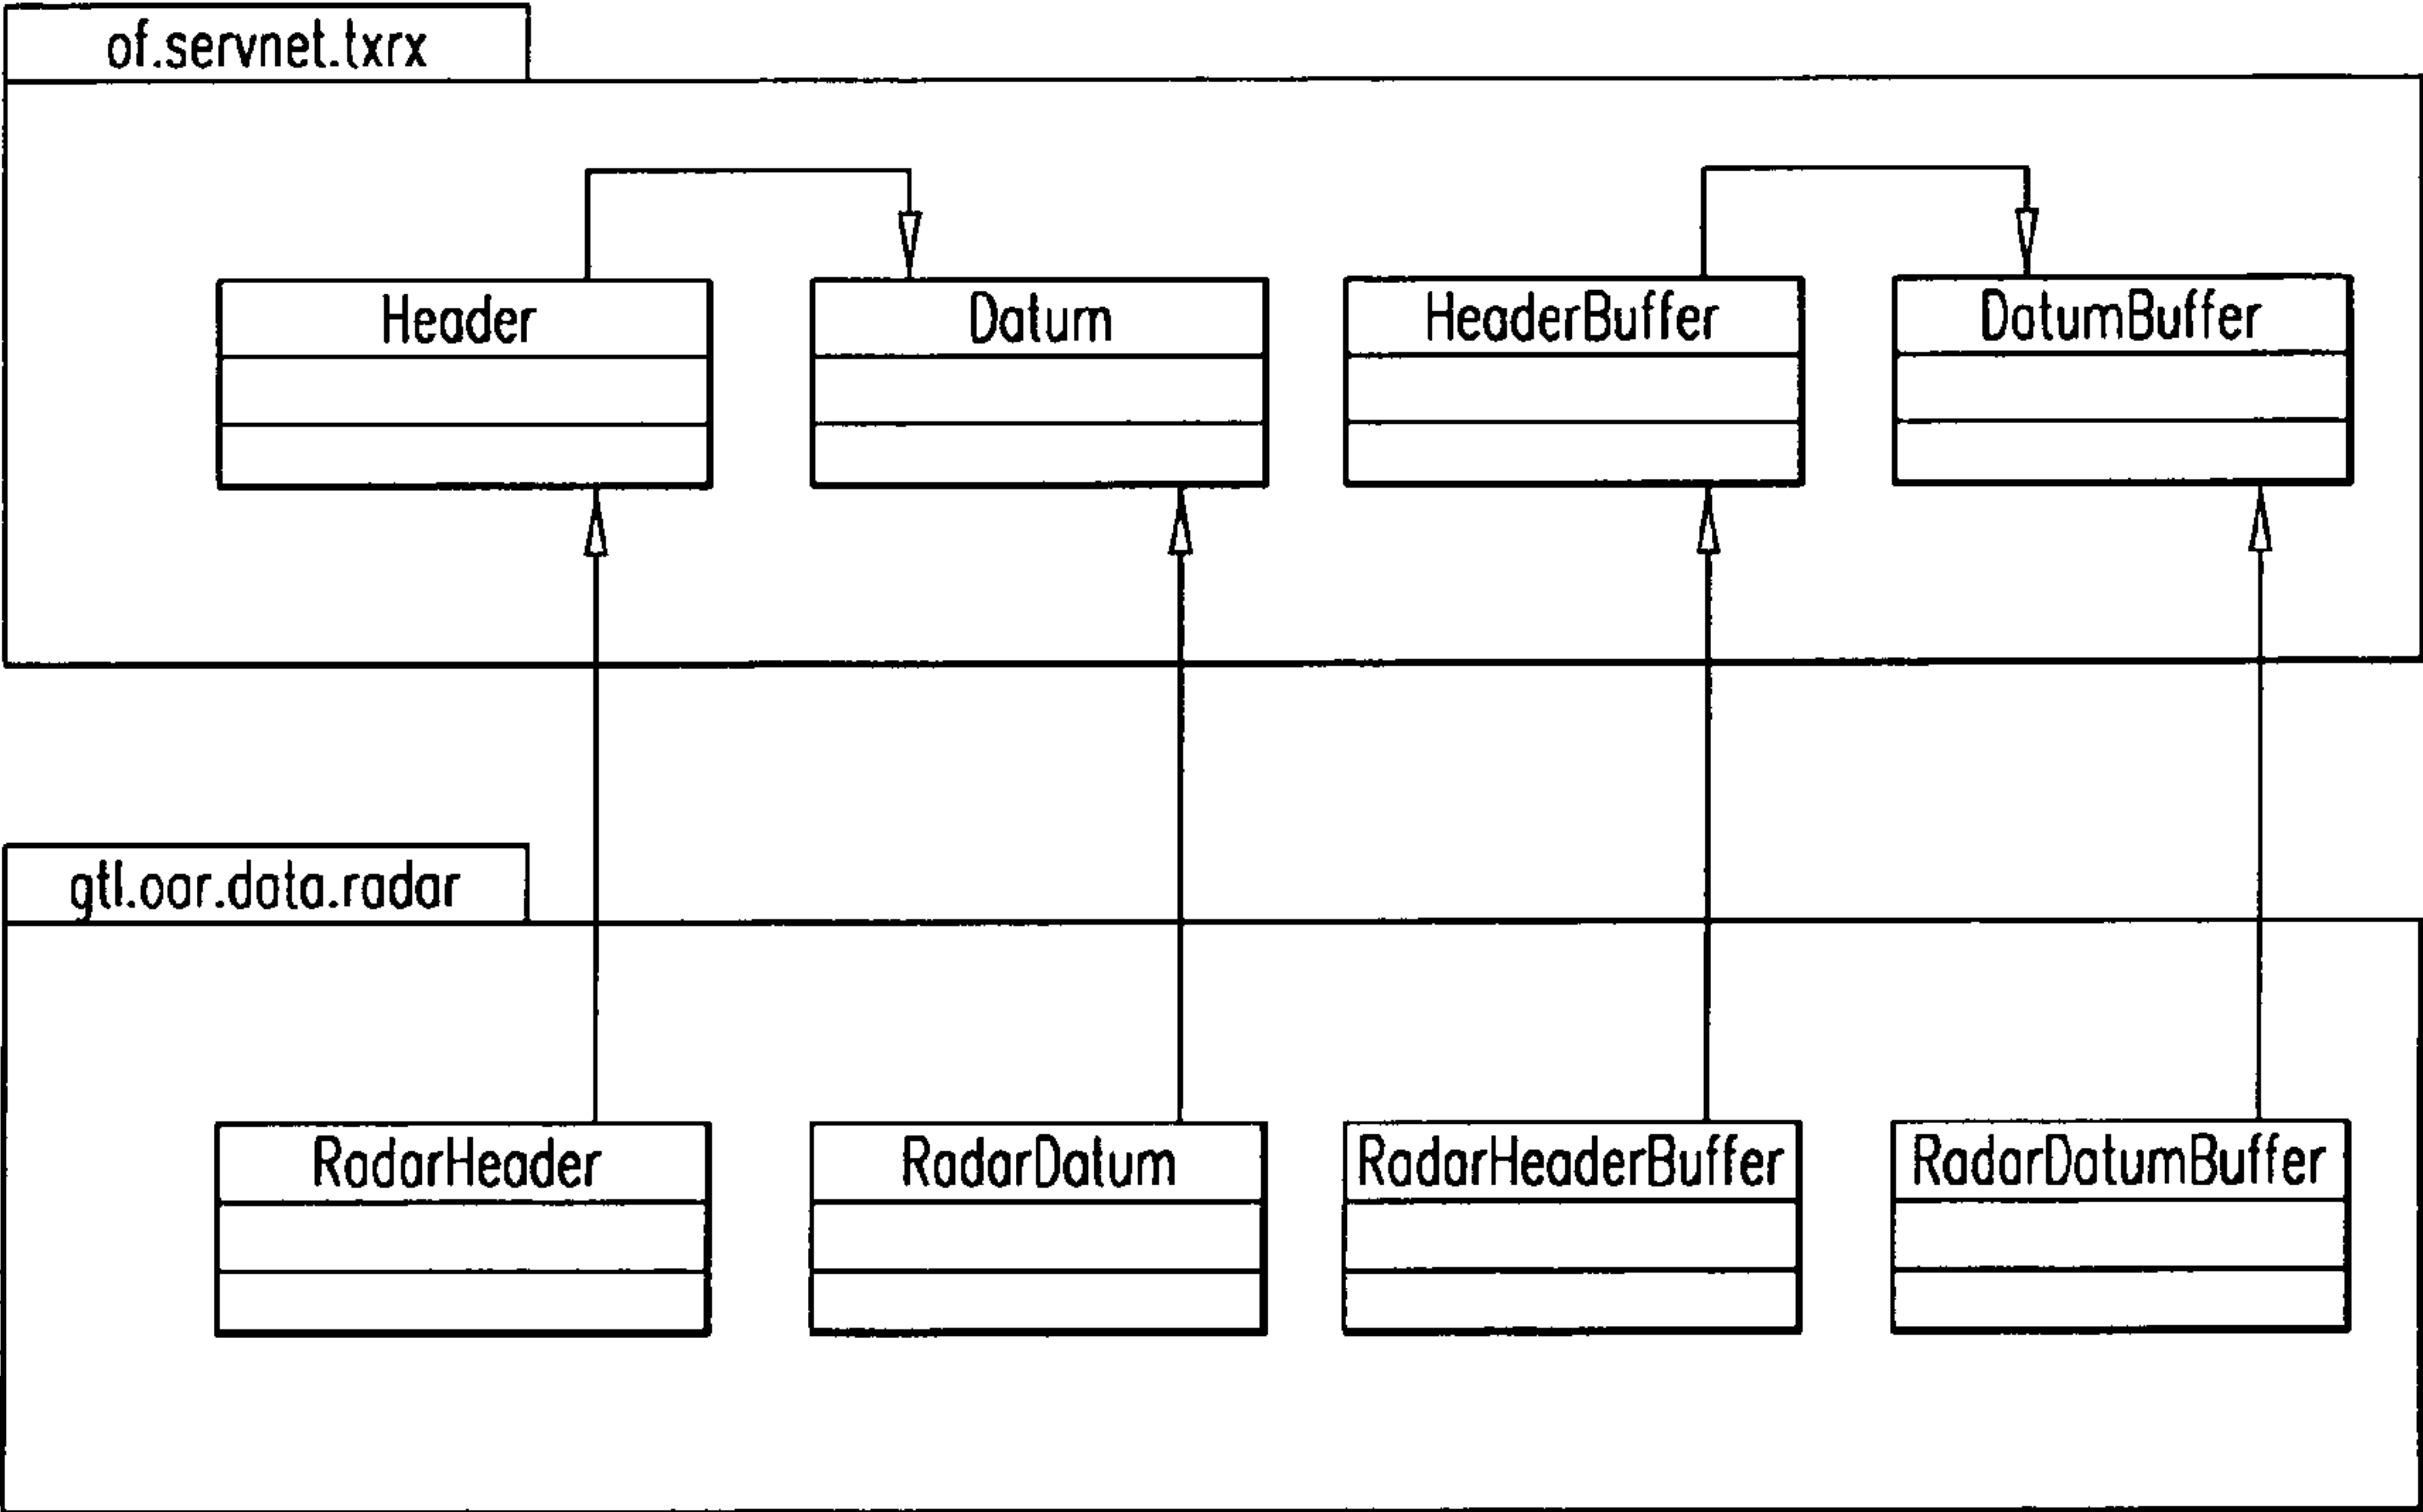 of.servnet.txrx
Header
Datum
HeaderBuffer
DatumBuffer
gtl.oar.data.radar
RadarHeader
RadarDatum
RadarHeaderBuffer
RadarDatumBuffer